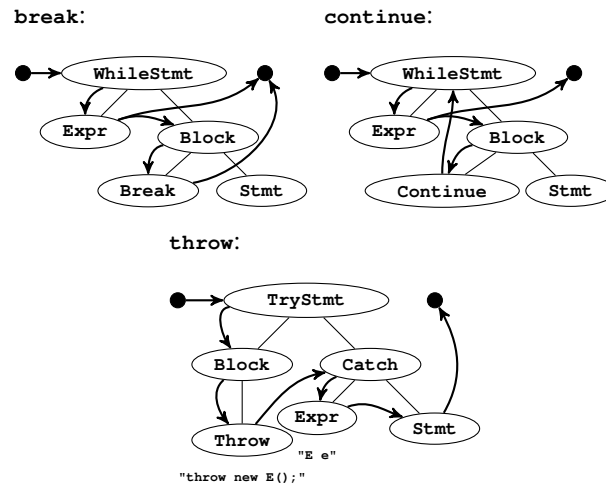 break:
continue:
WhileStmt
WhileStmt
Expr
Block
Expr
Block
Break
Stmt
Continue
Stmt
throw:
TryStmt
Block
Catch
Expr
Stmt
Throw
"E e"
"throw new E();"